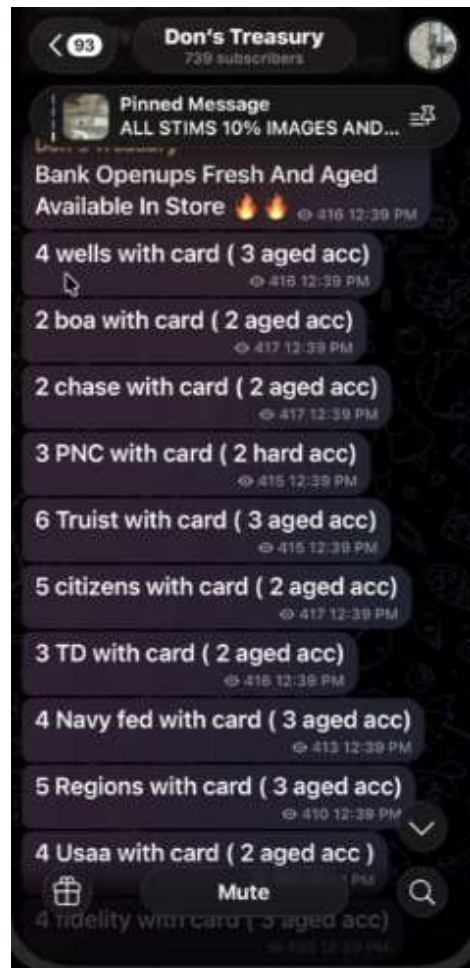 93
Don's Treasury
739 subscribers
Pinned Message
ALL STIMS 10% IMAGES AND...
Don's Treasury
Bank Openups Fresh And Aged
Available In Store 🔥🔥 416 12:39 PM
4 wells with card ( 3 aged acc)
416 12:39 PM
2 boa with card ( 2 aged acc)
417 12:39 PM
2 chase with card ( 2 aged acc)
417 12:39 PM
3 PNC with card ( 2 hard acc)
415 12:39 PM
6 Truist with card ( 3 aged acc)
415 12:39 PM
5 citizens with card ( 2 aged acc)
417 12:39 PM
3 TD with card ( 2 aged acc)
416 12:39 PM
4 Navy fed with card ( 3 aged acc)
413 12:39 PM
5 Regions with card ( 3 aged acc)
410 12:39 PM
4 Usaa with card ( 2 aged acc )
PM
Mute
4 fidelity with card ( 3 aged acc)